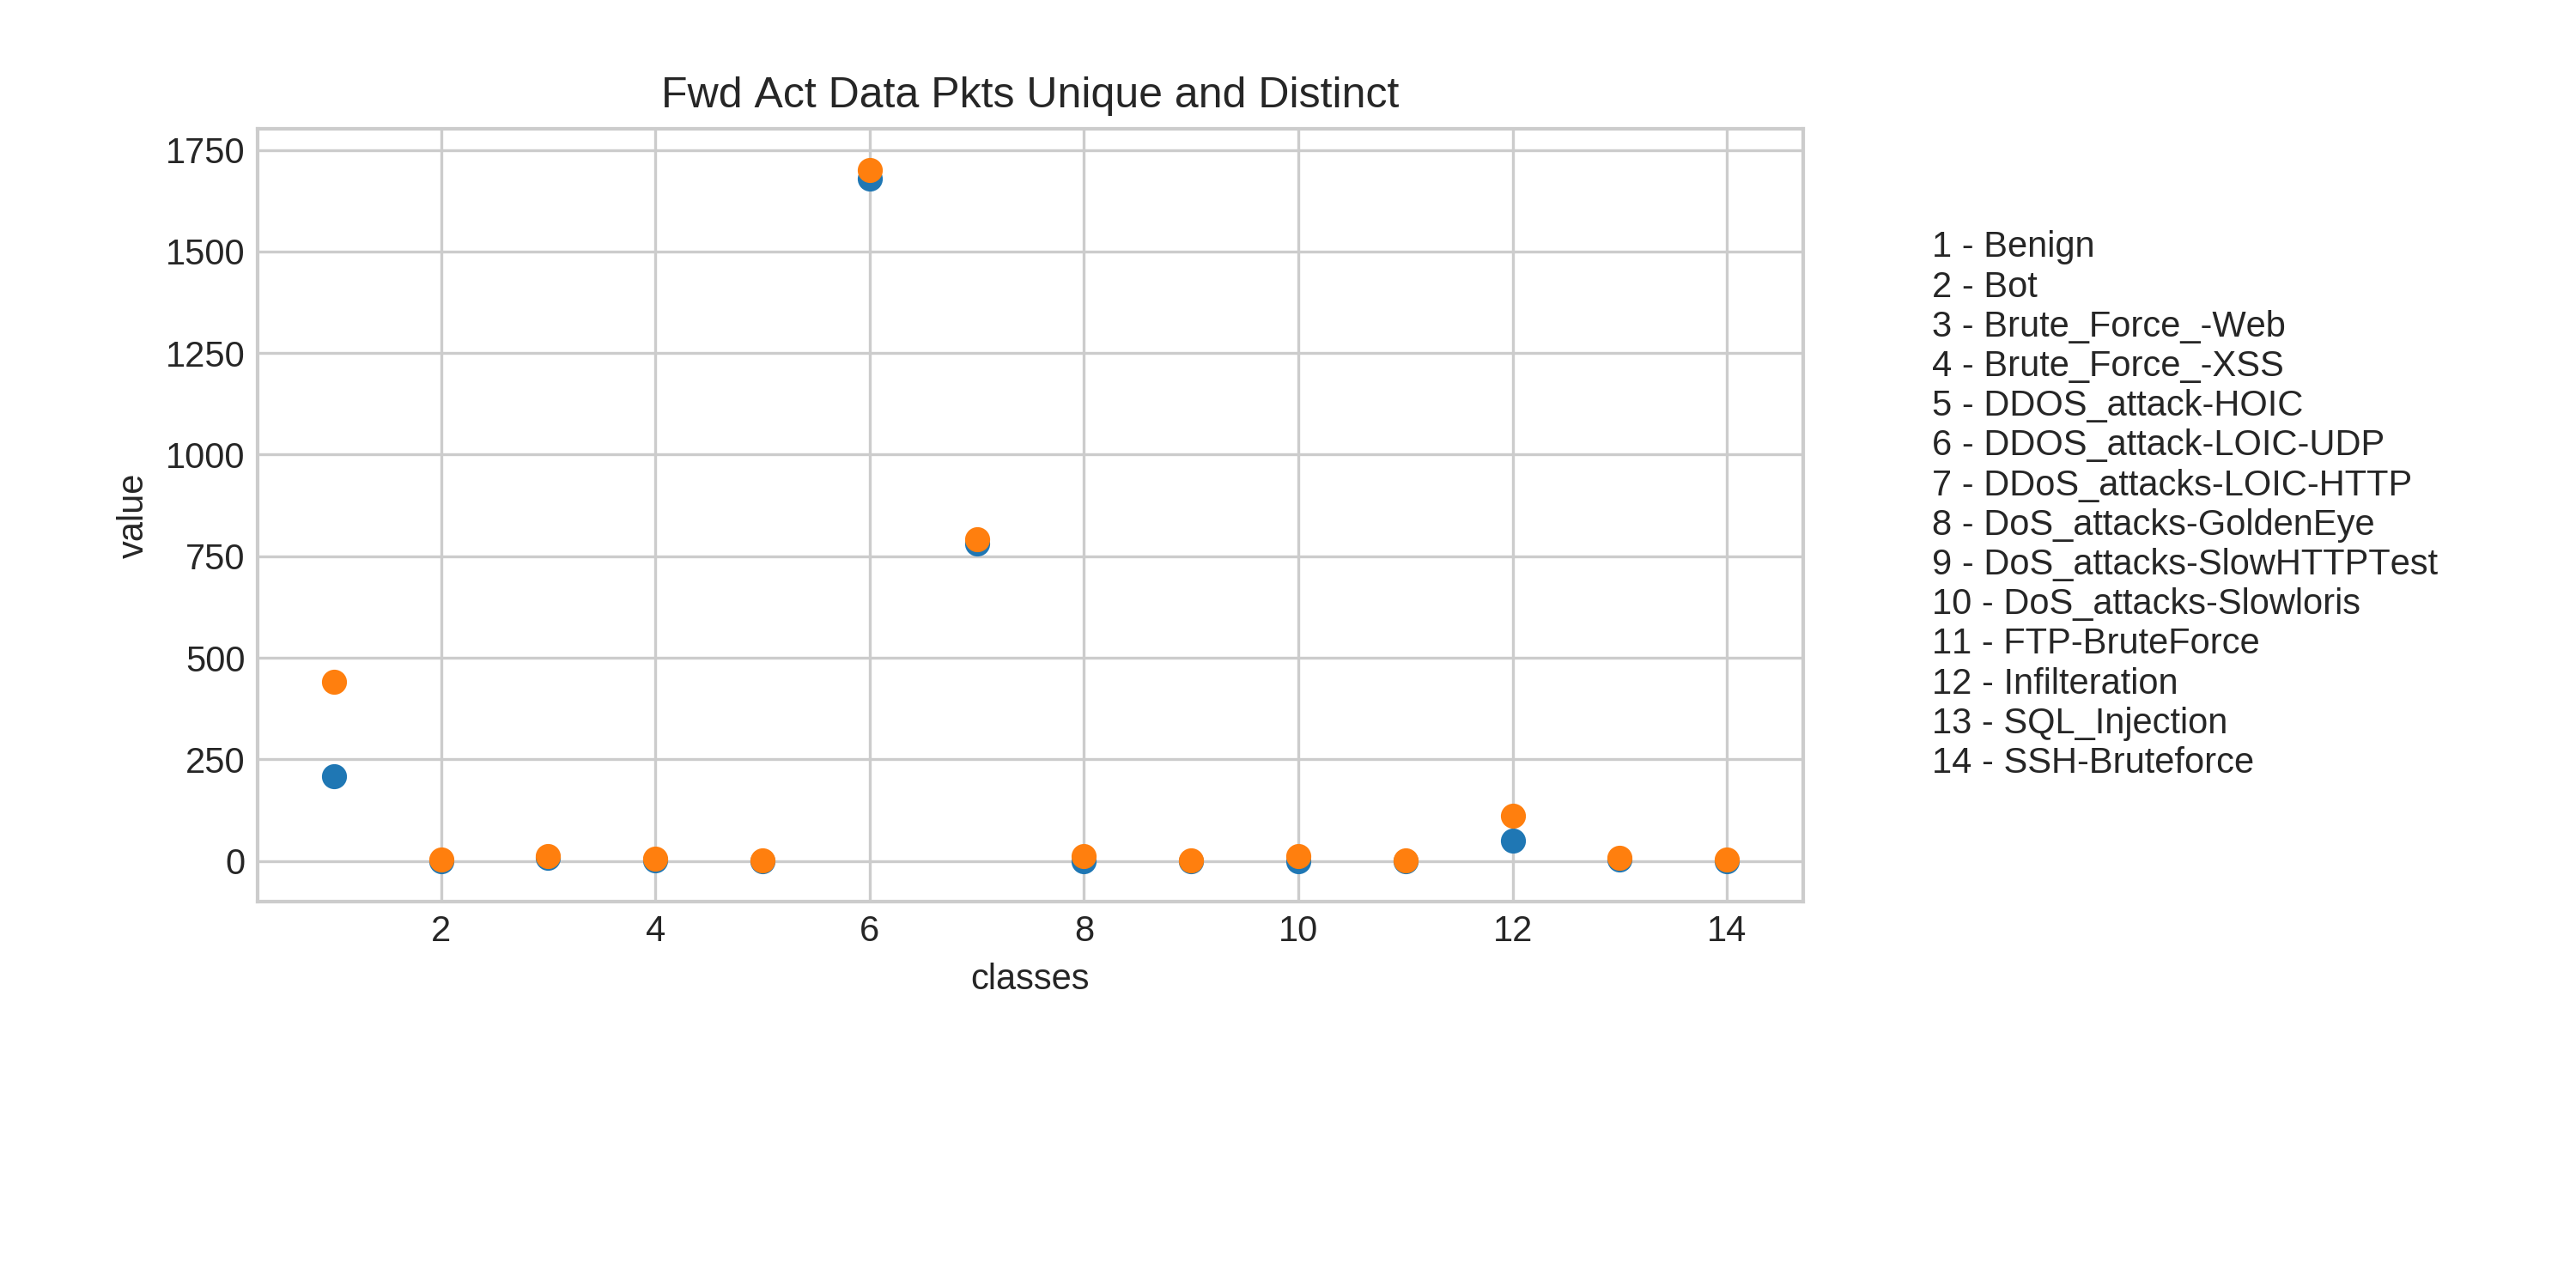 Fwd Act Data Pkts Unique and Distinct
1750
1500
1250
1000
750
500
250
0
value
2 4 6 8 10 12 14
classes
1 - Benign
2 - Bot
3 - Brute_Force_-Web
4 - Brute_Force_-XSS
5 - DDOS_attack-HOIC
6 - DDOS_attack-LOIC-UDP
7 - DDoS_attacks-LOIC-HTTP
8 - DoS_attacks-GoldenEye
9 - DoS_attacks-SlowHTTPTest
10 - DoS_attacks-Slowloris
11 - FTP-BruteForce
12 - Infilteration
13 - SQL_Injection
14 - SSH-Bruteforce